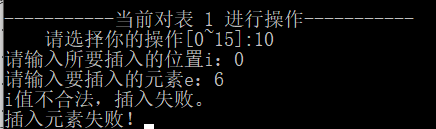 -----------当前对表 1 进行操作-----------
请选择你的操作[0~15]:10
请输入所要插入的位置i：0
请输入要插入的元素e：6
i值不合法，插入失败。
插入元素失败！